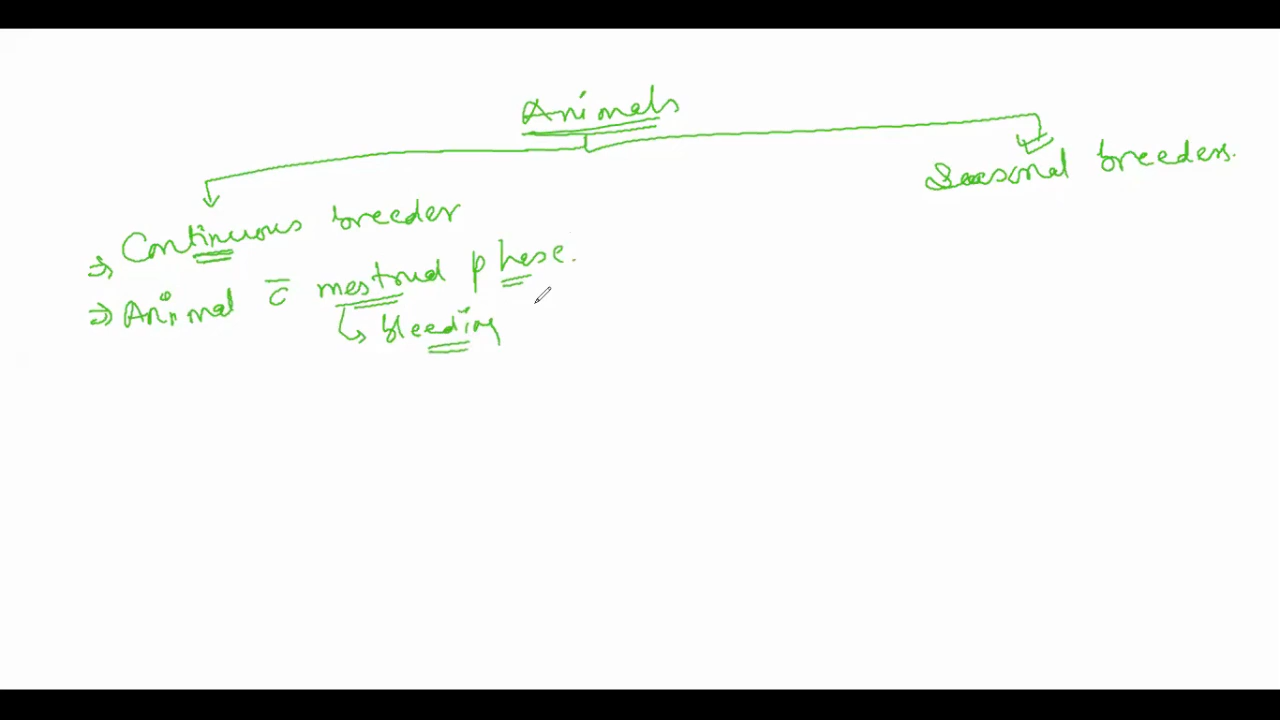 Animals
Seasonal breeders.
⇒ Continuous breeder
⇒ Animal c̄ mestrual phase.
↳ bleeding